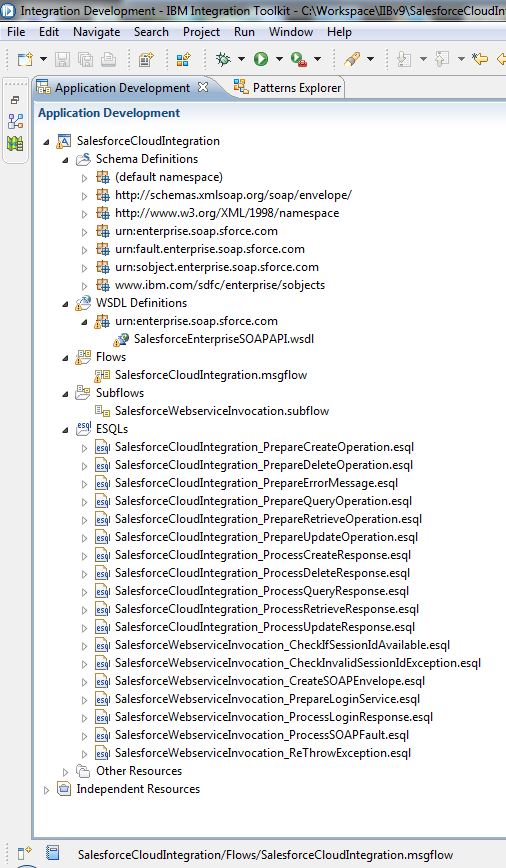 Integration Development - IBM Integration Toolkit - C:\Workspace\IIBv9\SalesforceCloudInt
File Edit Navigate Search Project Run Window Help
Application Development Patterns Explorer
Application Development
SalesforceCloudIntegration
Schema Definitions
(default namespace)
http://schemas.xmlsoap.org/soap/envelope/
http://www.w3.org/XML/1998/namespace
urn:enterprise.soap.sforce.com
urn:fault.enterprise.soap.sforce.com
urn:sobject.enterprise.soap.sforce.com
www.ibm.com/sdfc/enterprise/sobjects
WSDL Definitions
urn:enterprise.soap.sforce.com
SalesforceEnterpriseSOAPAPI.wsdl
Flows
SalesforceCloudIntegration.msgflow
Subflows
SalesforceWebserviceInvocation.subflow
ESQLs
SalesforceCloudIntegration_PrepareCreateOperation.esql
SalesforceCloudIntegration_PrepareDeleteOperation.esql
SalesforceCloudIntegration_PrepareErrorMessage.esql
SalesforceCloudIntegration_PrepareQueryOperation.esql
SalesforceCloudIntegration_PrepareRetrieveOperation.esql
SalesforceCloudIntegration_PrepareUpdateOperation.esql
SalesforceCloudIntegration_ProcessCreateResponse.esql
SalesforceCloudIntegration_ProcessDeleteResponse.esql
SalesforceCloudIntegration_ProcessQueryResponse.esql
SalesforceCloudIntegration_ProcessRetrieveResponse.esql
SalesforceCloudIntegration_ProcessUpdateResponse.esql
SalesforceWebserviceInvocation_CheckIfSessionIdAvailable.esql
SalesforceWebserviceInvocation_CheckInvalidSessionIdException.esql
SalesforceWebserviceInvocation_CreateSOAPEnvelope.esql
SalesforceWebserviceInvocation_PrepareLoginService.esql
SalesforceWebserviceInvocation_ProcessLoginResponse.esql
SalesforceWebserviceInvocation_ProcessSOAPFault.esql
SalesforceWebserviceInvocation_ReThrowException.esql
Other Resources
Independent Resources
SalesforceCloudIntegration/Flows/SalesforceCloudIntegration.msgflow